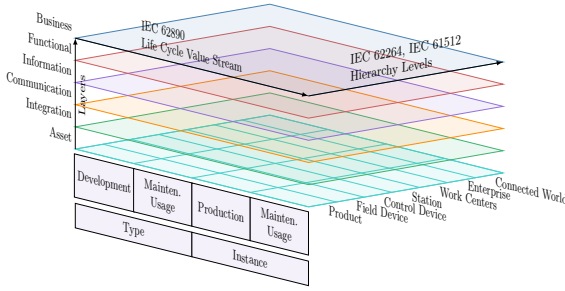 Business
Functional
Information
Communication
Integration
Asset
Layers
IEC 62890
Life Cycle Value Stream
IEC 62264, IEC 61512
Hierarchy Levels
Development
Mainten.
Usage
Production
Mainten.
Usage
Type
Instance
Product
Field Device
Control Device
Station
Work Centers
Enterprise
Connected World